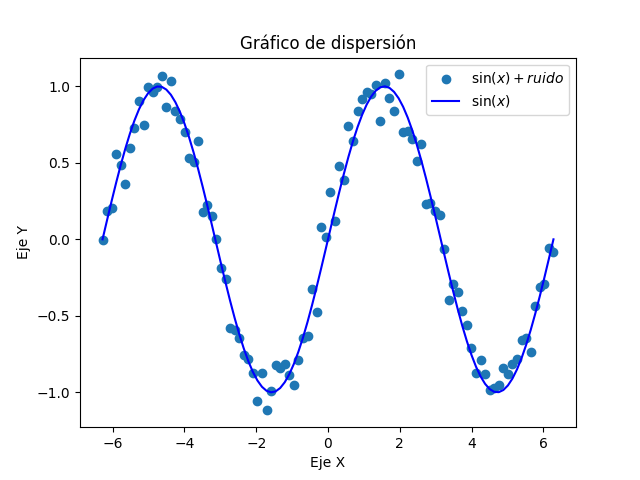 Gráfico de dispersión
sin(x) + ruido
sin(x)
Eje Y
1.0
0.5
0.0
−0.5
−1.0
−6 −4 −2 0 2 4 6
Eje X